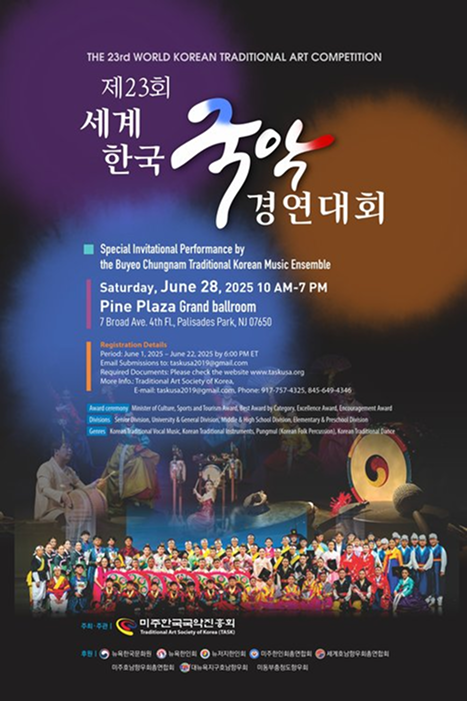 THE 23rd WORLD KOREAN TRADITIONAL ART COMPETITION
제23회
세계
한국
국악
경연대회
Special Invitational Performance by
the Buyeo Chungnam Traditional Korean Music Ensemble
Saturday, June 28, 2025 10 AM-7 PM
Pine Plaza Grand ballroom
7 Broad Ave. 4th Fl., Palisades Park, NJ 07650
Registration Details
Period: June 1, 2025 – June 22, 2025 by 6:00 PM ET
Email Submissions to: taskusa2019@gmail.com
Required Documents: Please check the website www.taskusa.org
More Info.: Traditional Art Society of Korea,
E-mail: taskusa2019@gmail.com, Phone: 917-757-4325, 845-649-4346
Award ceremony Minister of Culture, Sports and Tourism Award, Best Award by Category, Excellence Award, Encouragement Award
Divisions Senior Division, University & General Division, Middle & High School Division, Elementary & Preschool Division
Genres Korean Traditional Vocal Music, Korean Traditional Instruments, Pungmul (Korean Folk Percussion), Korean Traditional Dance
주최·주관 | 미주한국국악진흥회
Traditional Art Society of Korea (TASK)
후원 | 뉴욕한국문화원 뉴욕한인회 뉴저지한인회 미주한인회총연합회 세계호남향우회총연합회
미주호남향우회총연합회 대뉴욕지구호남향우회 미동부충청도향우회